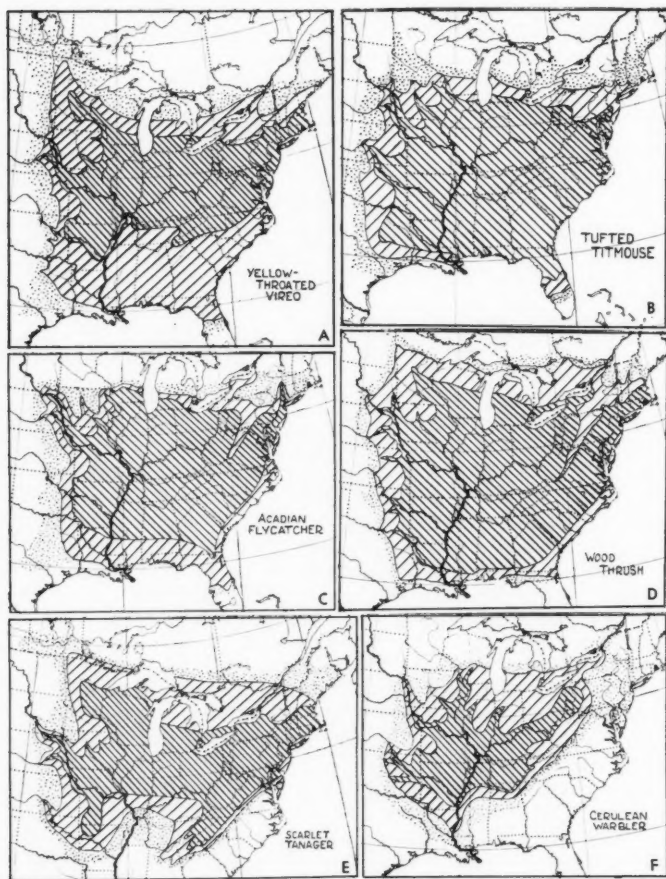 YELLOW-
THROATED
VIREO
A
TUFTED
TITMOUSE
B
ACADIAN
FLYCATCHER
C
WOOD
THRUSH
D
SCARLET
TANAGER
E
CERULEAN
WARBLER
F